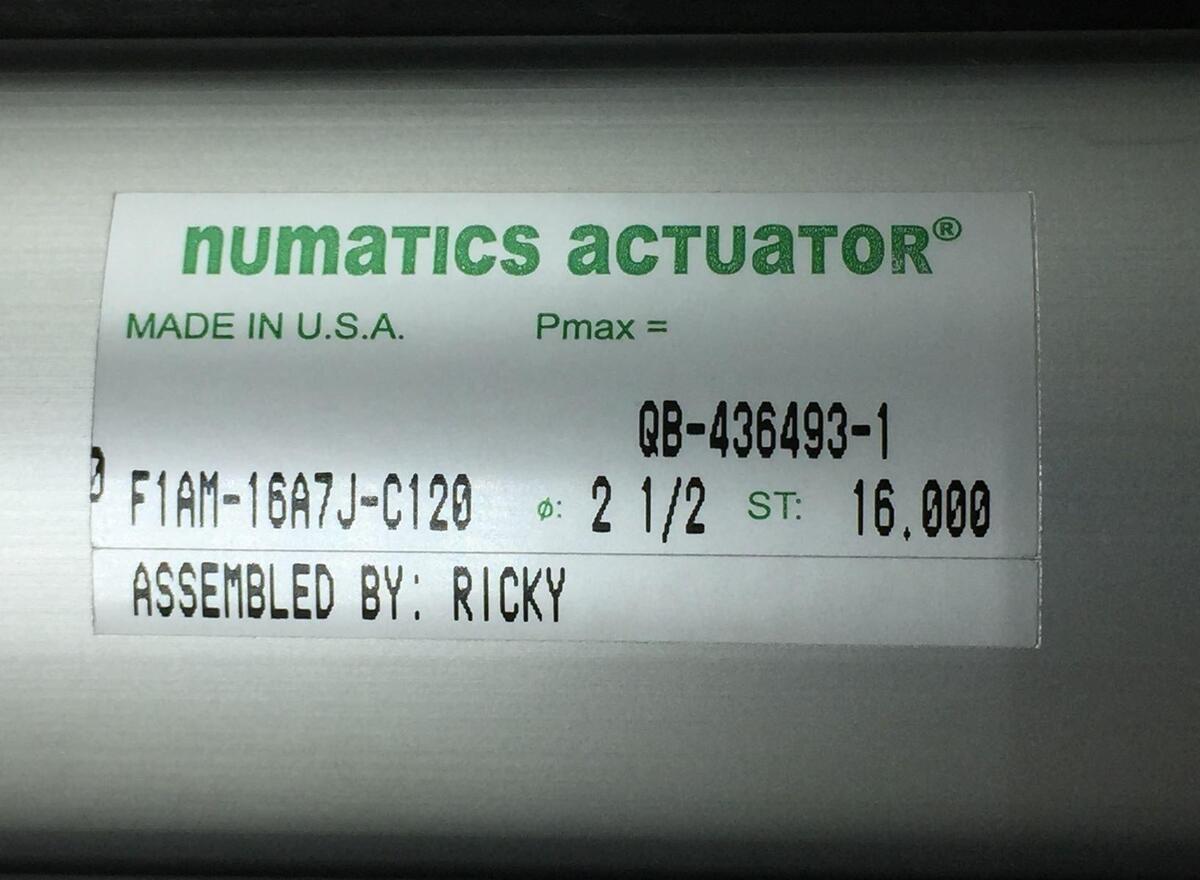 numatics actuator®
MADE IN U.S.A. Pmax =
QB-436493-1
F1AM-16A7J-C120 ø: 2 1/2 ST: 16.000
ASSEMBLED BY: RICKY